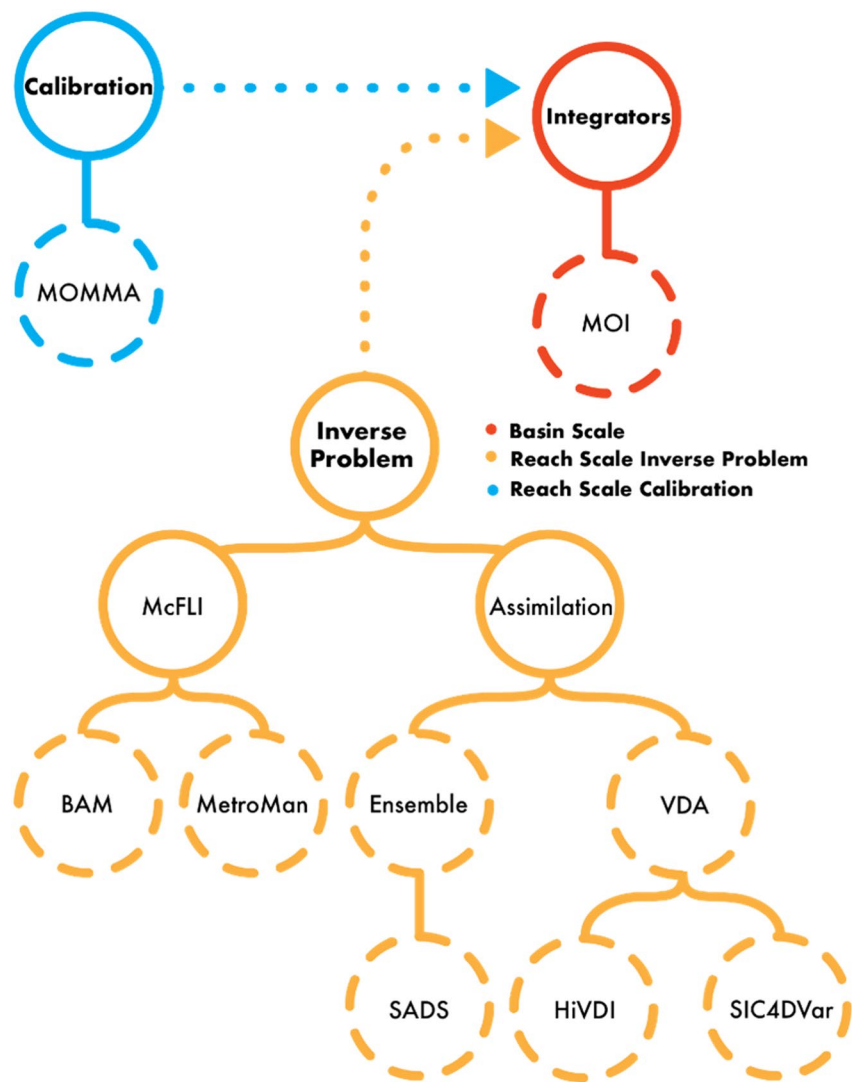 Calibration
Integrators
MOMMA
MOI
Inverse
Problem
Basin Scale
Reach Scale Inverse Problem
Reach Scale Calibration
McFLI
Assimilation
BAM
MetroMan
Ensemble
VDA
SADS
HiVDI
SIC4DVar